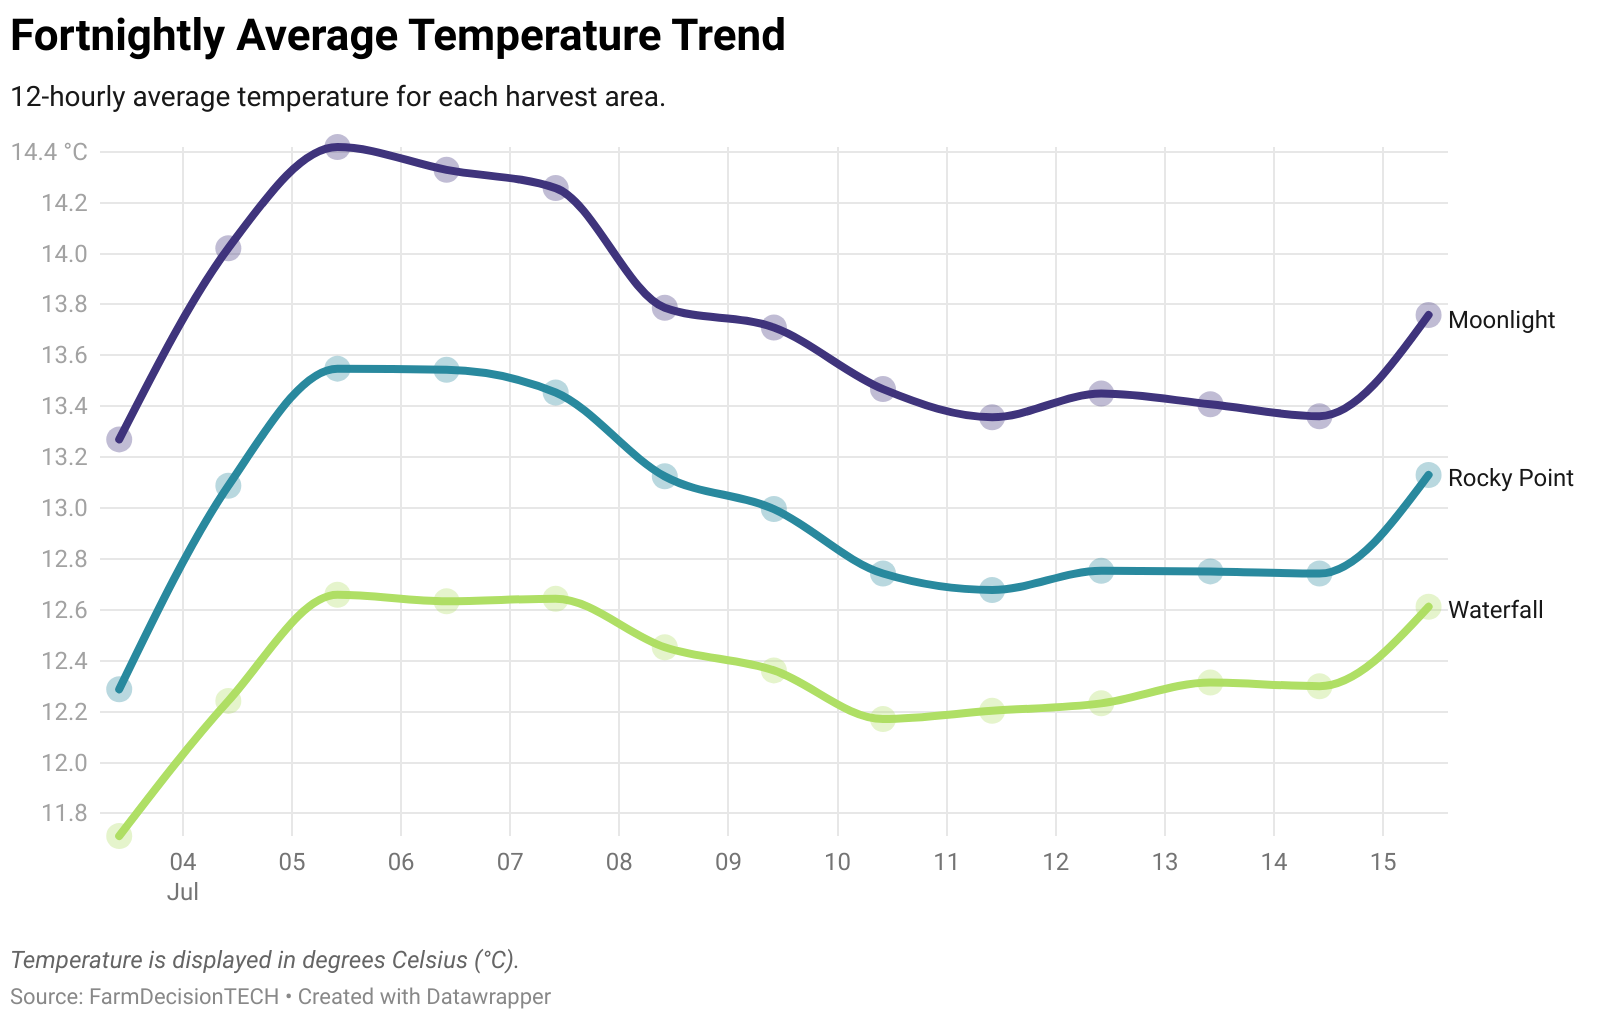 Fortnightly Average Temperature Trend
12-hourly average temperature for each harvest area.
14.4 °C
14.2
14.0
13.8
13.6
13.4
13.2
13.0
12.8
12.6
12.4
12.2
12.0
11.8
Moonlight
Rocky Point
Waterfall
04 05 06 07 08 09 10 11 12 13 14 15
Jul
Temperature is displayed in degrees Celsius (°C).
Source: FarmDecisionTECH • Created with Datawrapper